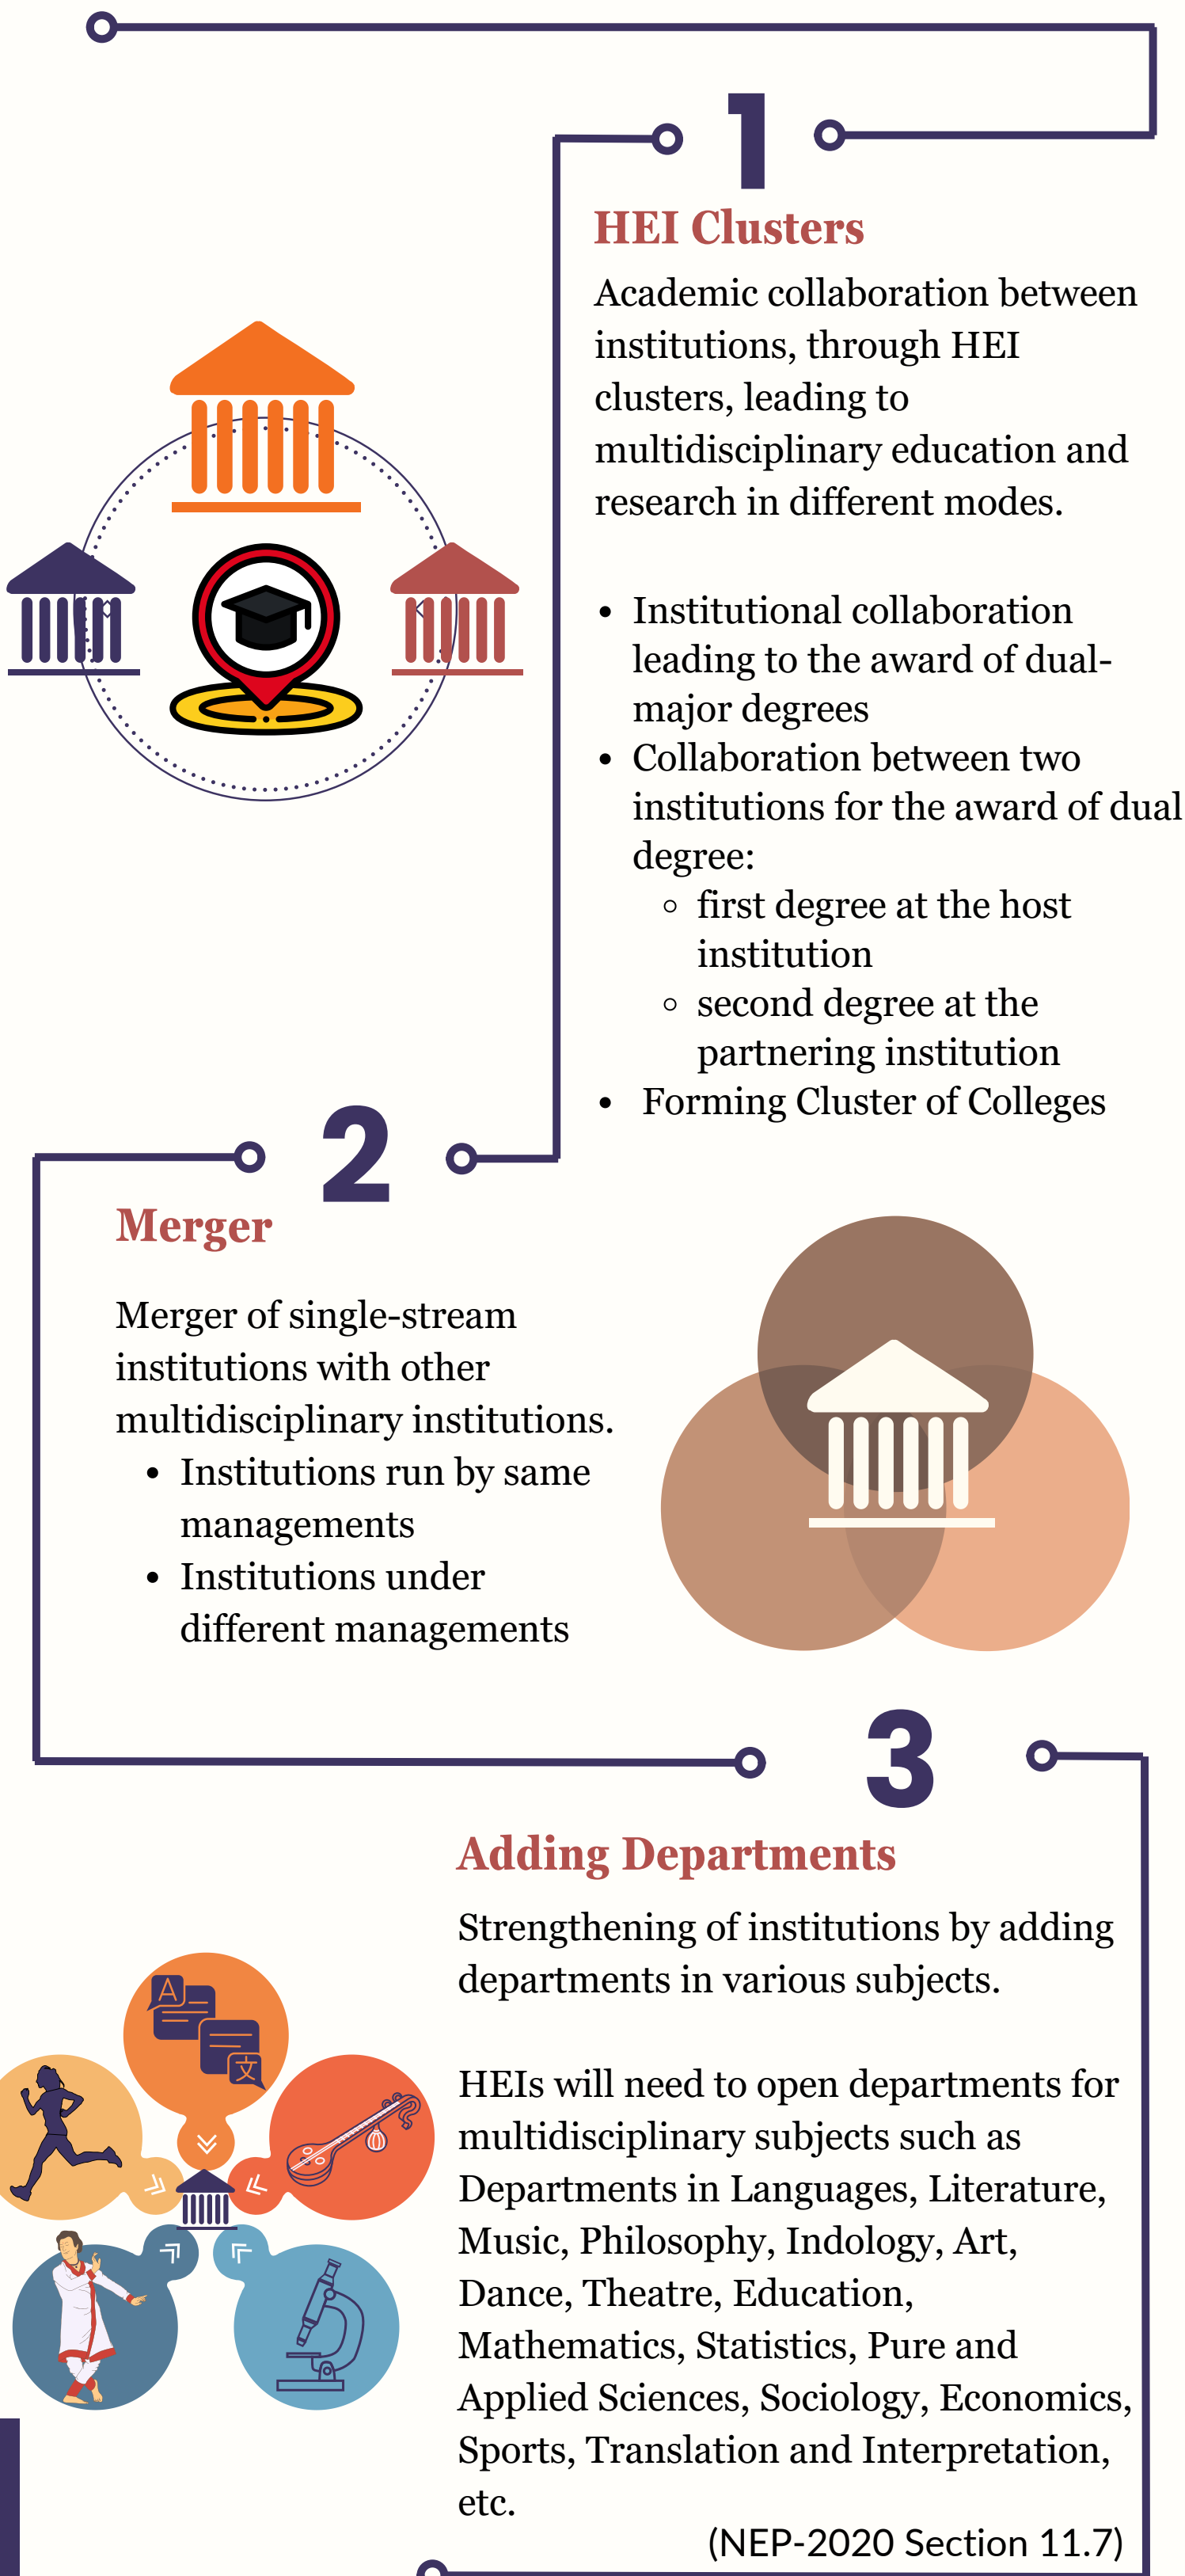 1
HEI Clusters
Academic collaboration between
institutions, through HEI
clusters, leading to
multidisciplinary education and
research in different modes.
• Institutional collaboration
leading to the award of dual-
major degrees
• Collaboration between two
institutions for the award of dual
degree:
◦ first degree at the host
institution
◦ second degree at the
partnering institution
• Forming Cluster of Colleges
2
Merger
Merger of single-stream
institutions with other
multidisciplinary institutions.
• Institutions run by same
managements
• Institutions under
different managements
3
Adding Departments
Strengthening of institutions by adding
departments in various subjects.
A
文
HEIs will need to open departments for
multidisciplinary subjects such as
Departments in Languages, Literature,
Music, Philosophy, Indology, Art,
Dance, Theatre, Education,
Mathematics, Statistics, Pure and
Applied Sciences, Sociology, Economics,
Sports, Translation and Interpretation,
etc.
(NEP-2020 Section 11.7)